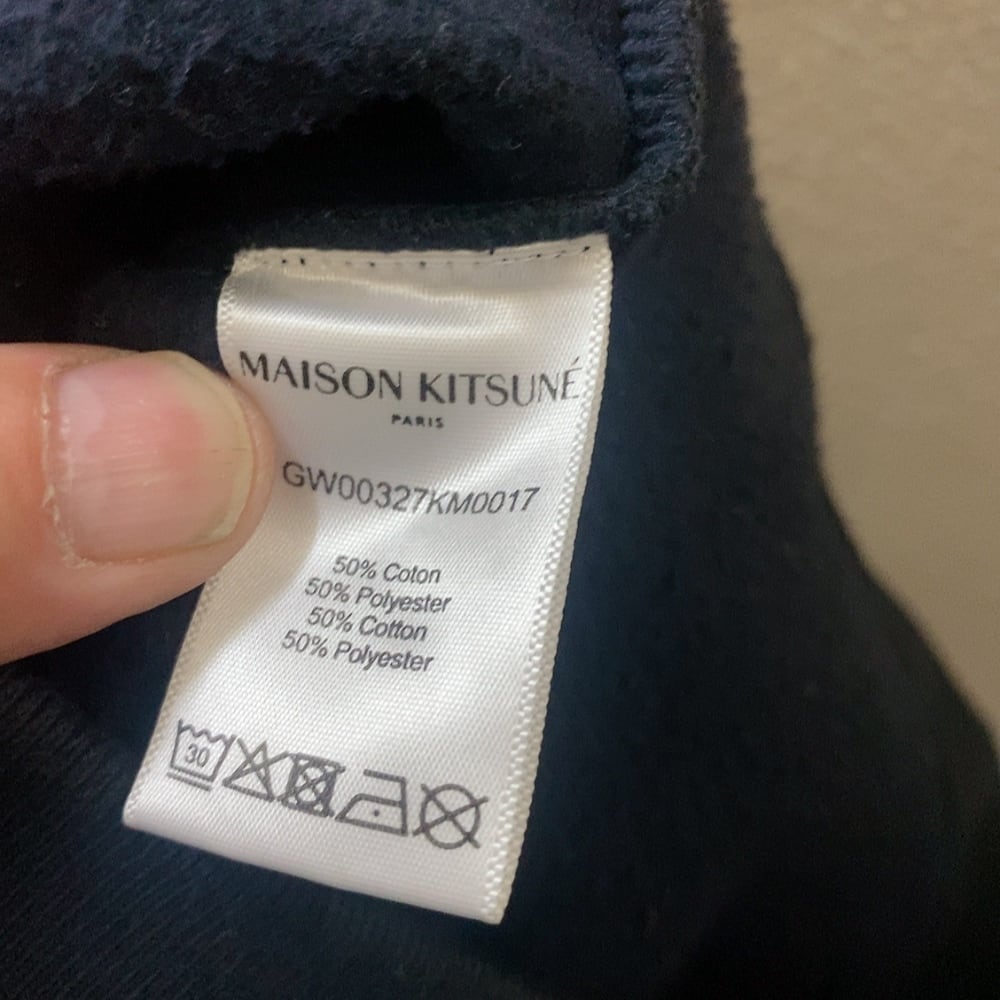 MAISON KITSUNÉ
PARIS
GW00327KM0017
50% Coton
50% Polyester
50% Cotton
50% Polyester
30